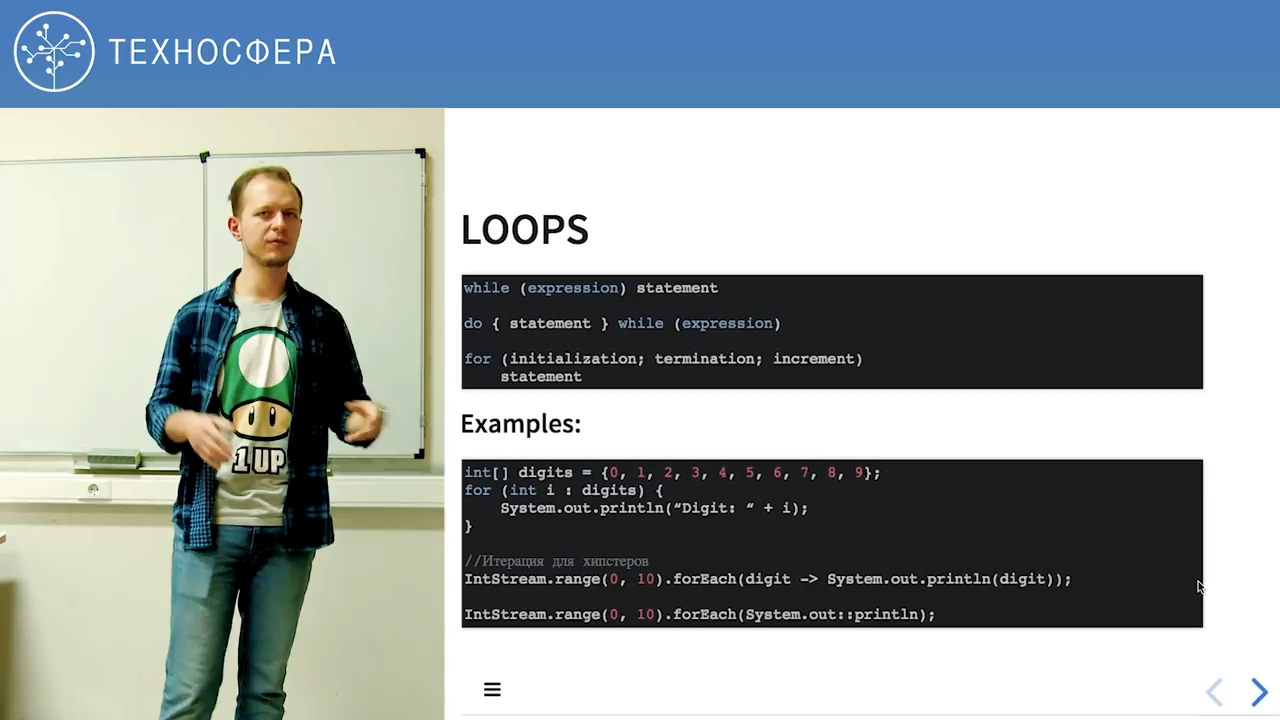 ТЕХНОСФЕРА
1 UP
LOOPS
while (expression) statement
do { statement } while (expression)
for (initialization; termination; increment)
statement
Examples:
int[] digits = {0, 1, 2, 3, 4, 5, 6, 7, 8, 9};
for (int i : digits) {
System.out.println(“Digit: “ + i);
}
//Итерация для хипстеров
IntStream.range(0, 10).forEach(digit -> System.out.println(digit));
IntStream.range(0, 10).forEach(System.out::println);